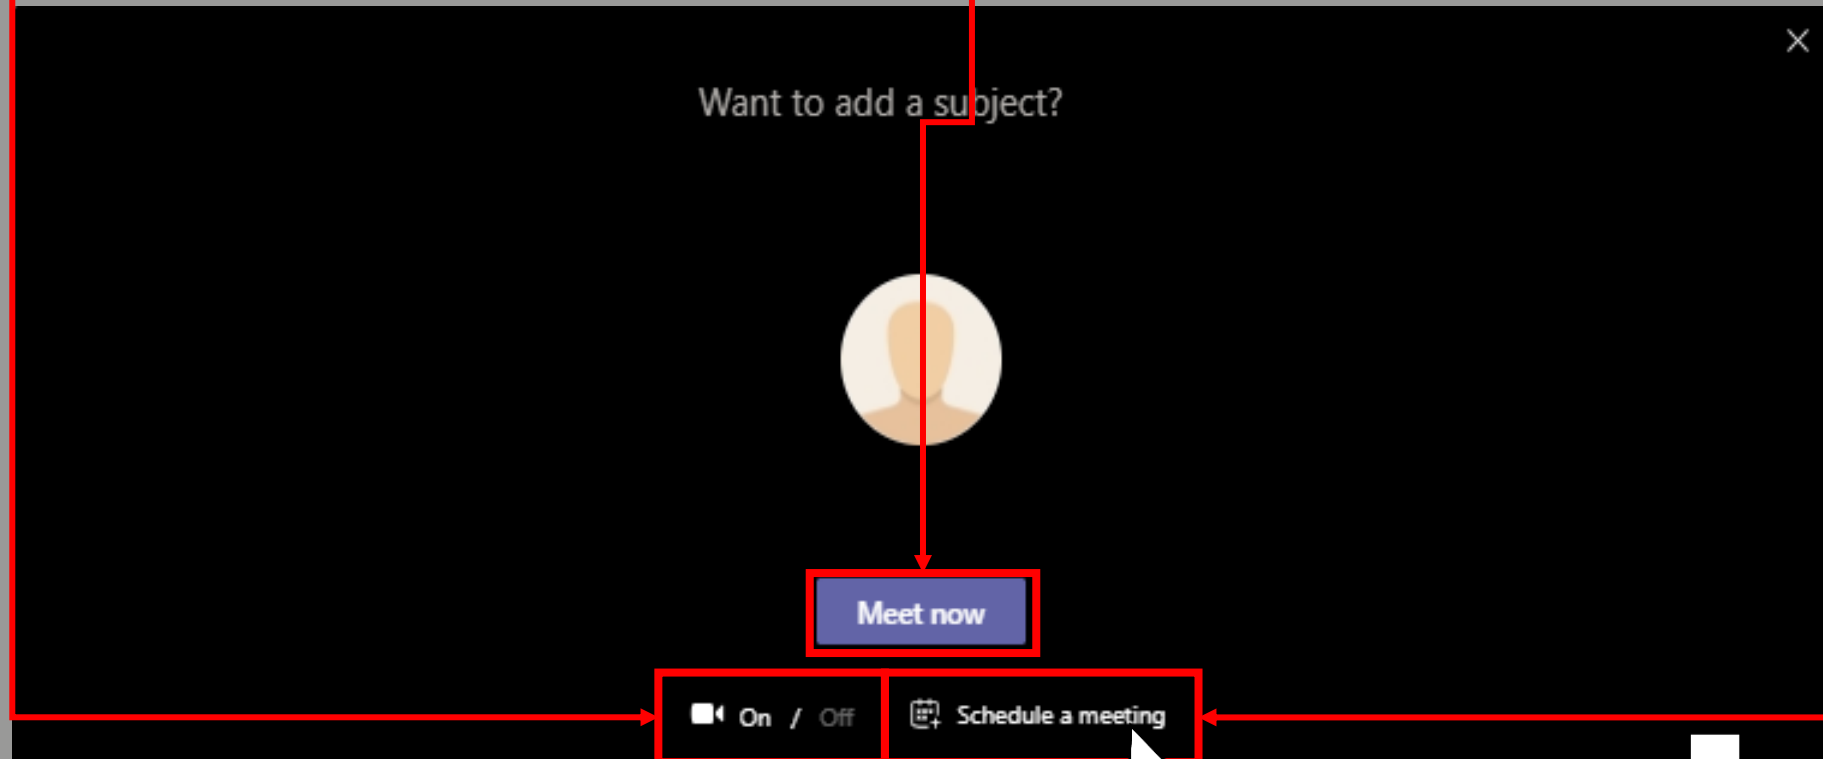 Want to add a subject?
Meet now
On / Off
Schedule a meeting